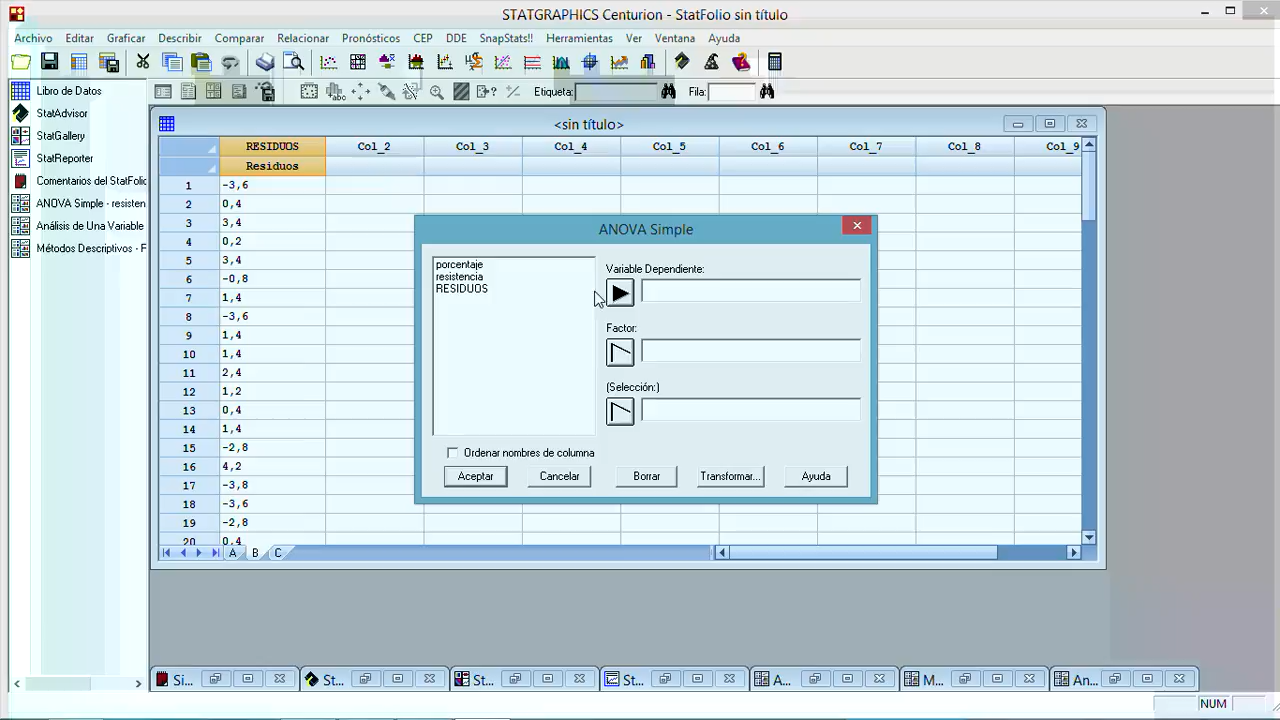 STATGRAPHICS Centurion - StatFolio sin título
Archivo Editar Graficar Describir Comparar Relacionar Pronósticos CEP DDE SnapStats!! Herramientas Ver Ventana Ayuda
Etiqueta: Fila:
Libro de Datos
StatAdvisor
StatGallery
StatReporter
Comentarios del StatFolio
ANOVA Simple - resisten
Análisis de Una Variable
Métodos Descriptivos - F
<sin título>
RESIDUOS Col_2 Col_3 Col_4 Col_5 Col_6 Col_7 Col_8 Col_9
Residuos
1 -3,6
2 0,4
3 3,4
4 0,2
5 3,4
6 -0,8
7 1,4
8 -3,6
9 1,4
10 1,4
11 2,4
12 1,2
13 0,4
14 1,4
15 -2,8
16 4,2
17 -3,8
18 -3,6
19 -2,8
20 0,4
A B C
ANOVA Simple
porcentaje
resistencia
RESIDUOS
Variable Dependiente:
Factor:
(Selección:)
Ordenar nombres de columna
Aceptar Cancelar Borrar Transformar... Ayuda
Si... St... St... St... A... M... An...
NUM